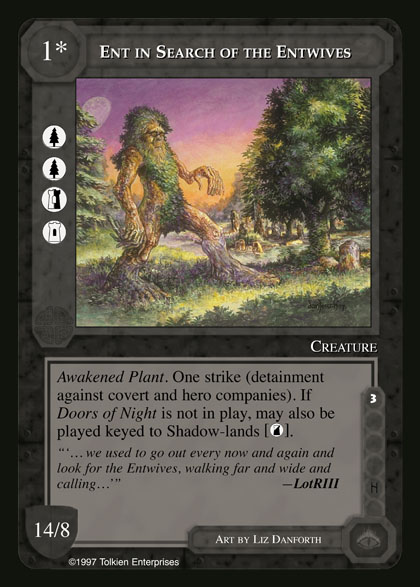 1*
ENT IN SEARCH OF THE ENTWIVES
CREATURE
Awakened Plant. One strike (detainment
against covert and hero companies). If
Doors of Night is not in play, may also be
played keyed to Shadow-lands [ ].
“‘… we used to go out every now and again and
look for the Entwives, walking far and wide and
calling…’”
—LotRIII
3
14/8
ART BY LIZ DANFORTH
©1997 Tolkien Enterprises